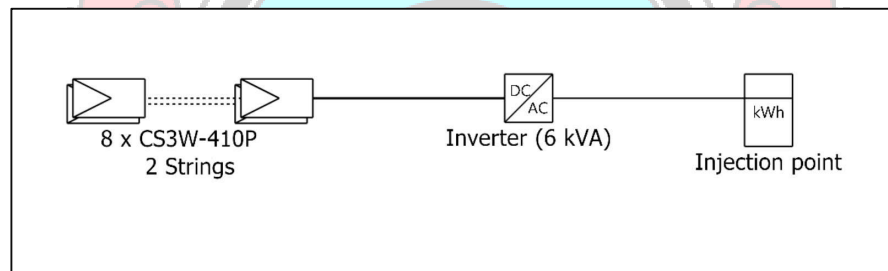 8 x CS3W-410P
2 Strings
DC
AC
Inverter (6 kVA)
kWh
Injection point